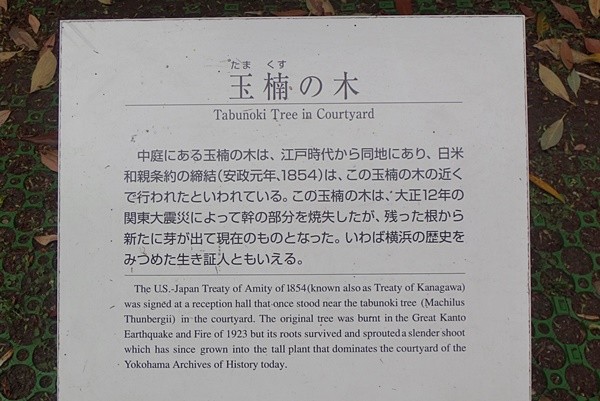 たま くす
玉楠の木
Tabunoki Tree in Courtyard
中庭にある玉楠の木は、江戸時代から同地にあり、日米
和親条約の締結(安政元年、1854)は、この玉楠の木の近く
で行われたといわれている。この玉楠の木は、大正12年の
関東大震災によって幹の部分を焼失したが、残った根から
新たに芽が出て現在のものとなった。いわば横浜の歴史を
みつめた生き証人ともいえる。
The U.S.-Japan Treaty of Amity of 1854(known also as Treaty of Kanagawa)
was signed at a reception hall that once stood near the tabunoki tree (Machilus
Thunbergii) in the courtyard. The original tree was burnt in the Great Kanto
Earthquake and Fire of 1923 but its roots survived and sprouted a slender shoot
which has since grown into the tall plant that dominates the courtyard of the
Yokohama Archives of History today.